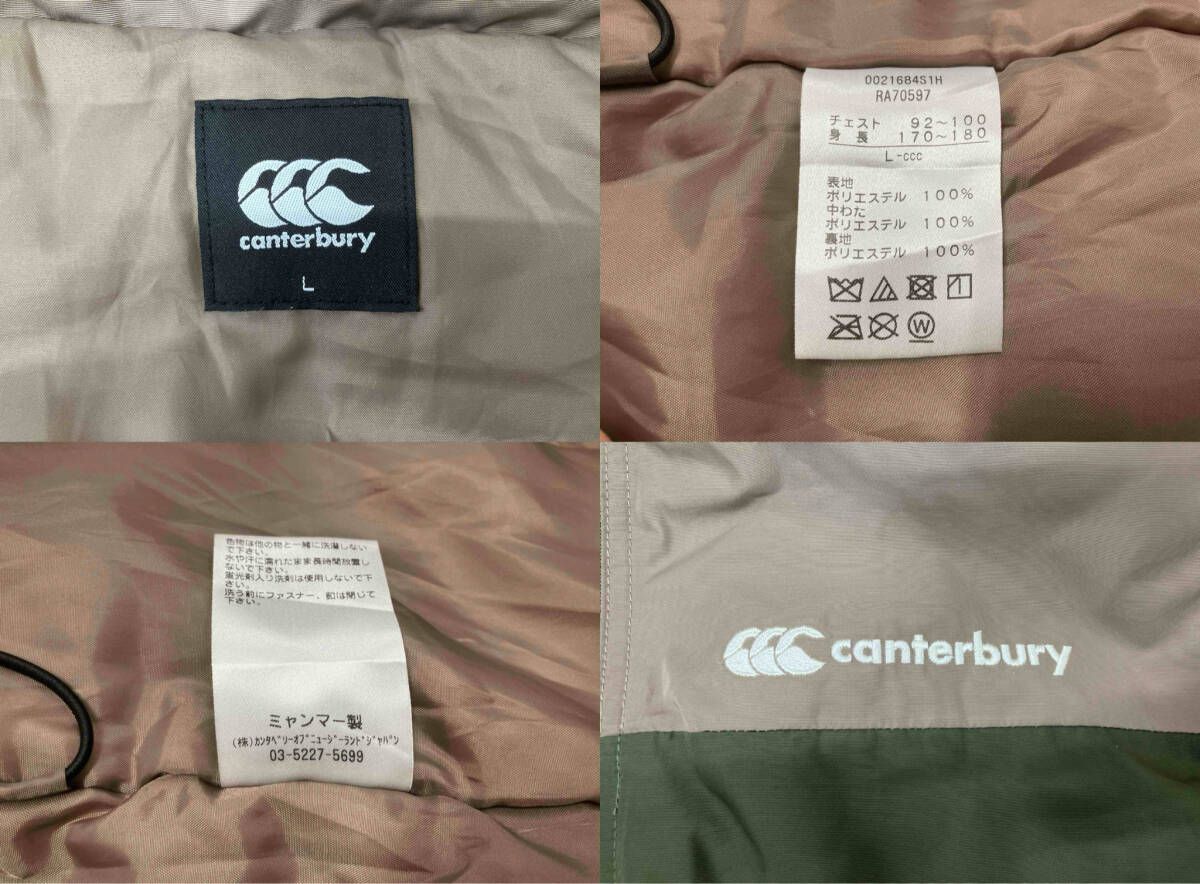 canterbury
L
0021684S1H
RA70597
チェスト 92～100
身長 170～180
L-ccc
表地
ポリエステル 100%
中わた
ポリエステル 100%
裏地
ポリエステル 100%
W
色物は他の物と一緒に洗濯しない
で下さい。
水や汗に濡れたまま長時間放置し
ないで下さい。
蛍光剤入り洗剤は使用しないで下
さい。
洗う前にファスナー、釦は閉じて
下さい。
ミャンマー製
(株)ｶﾝﾀﾍﾞﾘｰｵﾌﾞﾆｭｰｼﾞｰﾗﾝﾄﾞｼﾞｬﾊﾟﾝ
03-5227-5699
canterbury